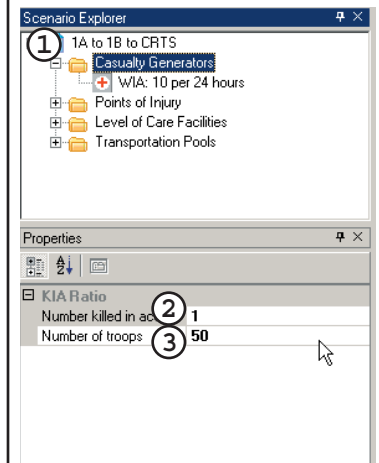 Scenario Explorer
1
1A to 1B to CRTS
Casualty Generators
WIA: 10 per 24 hours
Points of Injury
Level of Care Facilities
Transportation Pools
Properties
KIA Ratio
Number killed in ac 2 1
Number of troops 3 50